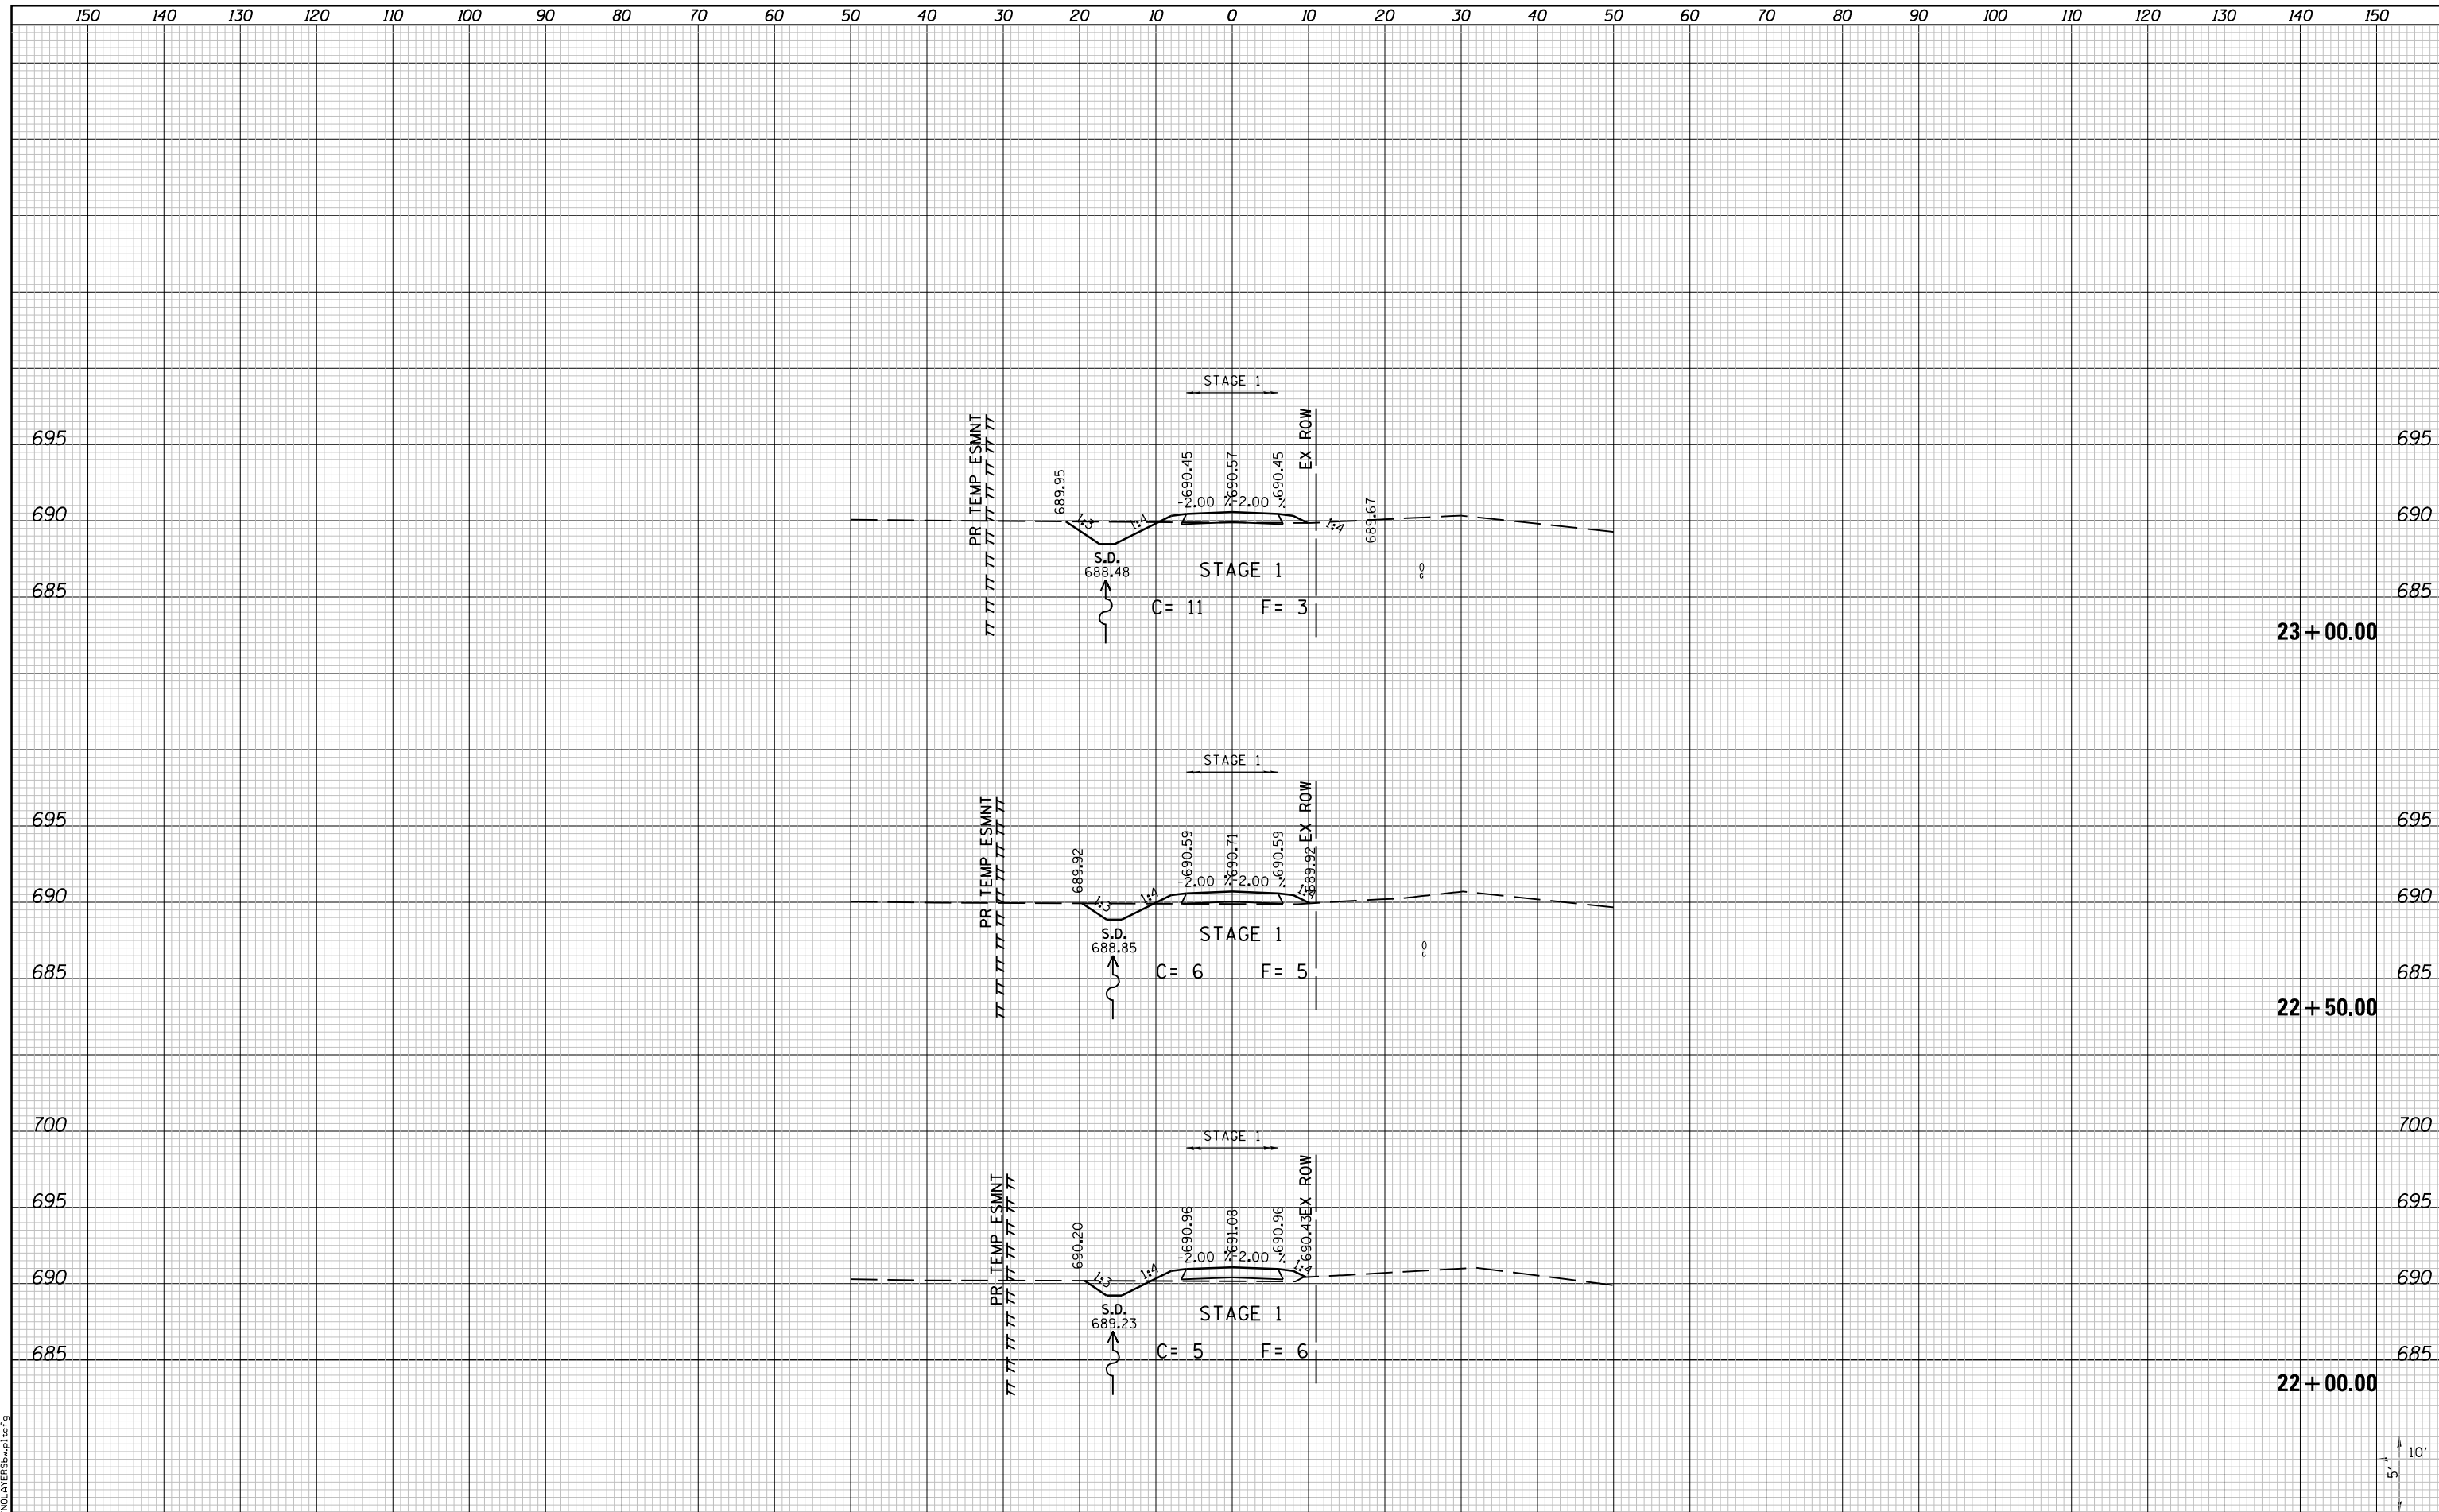 150 140 130 120 110 100 90 80 70 60 50 40 30 20 10 0 10 20 30 40 50 60 70 80 90 100 110 120 130 140 150
STAGE 1
PR TEMP ESMNT
EX ROW
695 695
689.95 690.45 690.57 690.45 689.67
-2.00 % -2.00 %
690 1:3 1:4 1:4 690
S.D.
688.48
STAGE 1
685 685
C= 11 F= 3
23+00.00
STAGE 1
PR TEMP ESMNT
EX ROW
695 695
689.92 690.59 690.71 690.59 689.92
-2.00 % -2.00 %
690 1:3 1:4 1:4 690
S.D.
688.85
STAGE 1
685 C= 6 F= 5 685
22+50.00
700 700
STAGE 1
PR TEMP ESMNT
EX ROW
695 695
690.20 690.96 691.08 690.96 690.43
-2.00 % -2.00 %
690 1:3 1:4 1:4 690
S.D.
689.23
STAGE 1
685 C= 5 F= 6 685
22+00.00
10'
5'
NOLAYERSbw.pltcfg